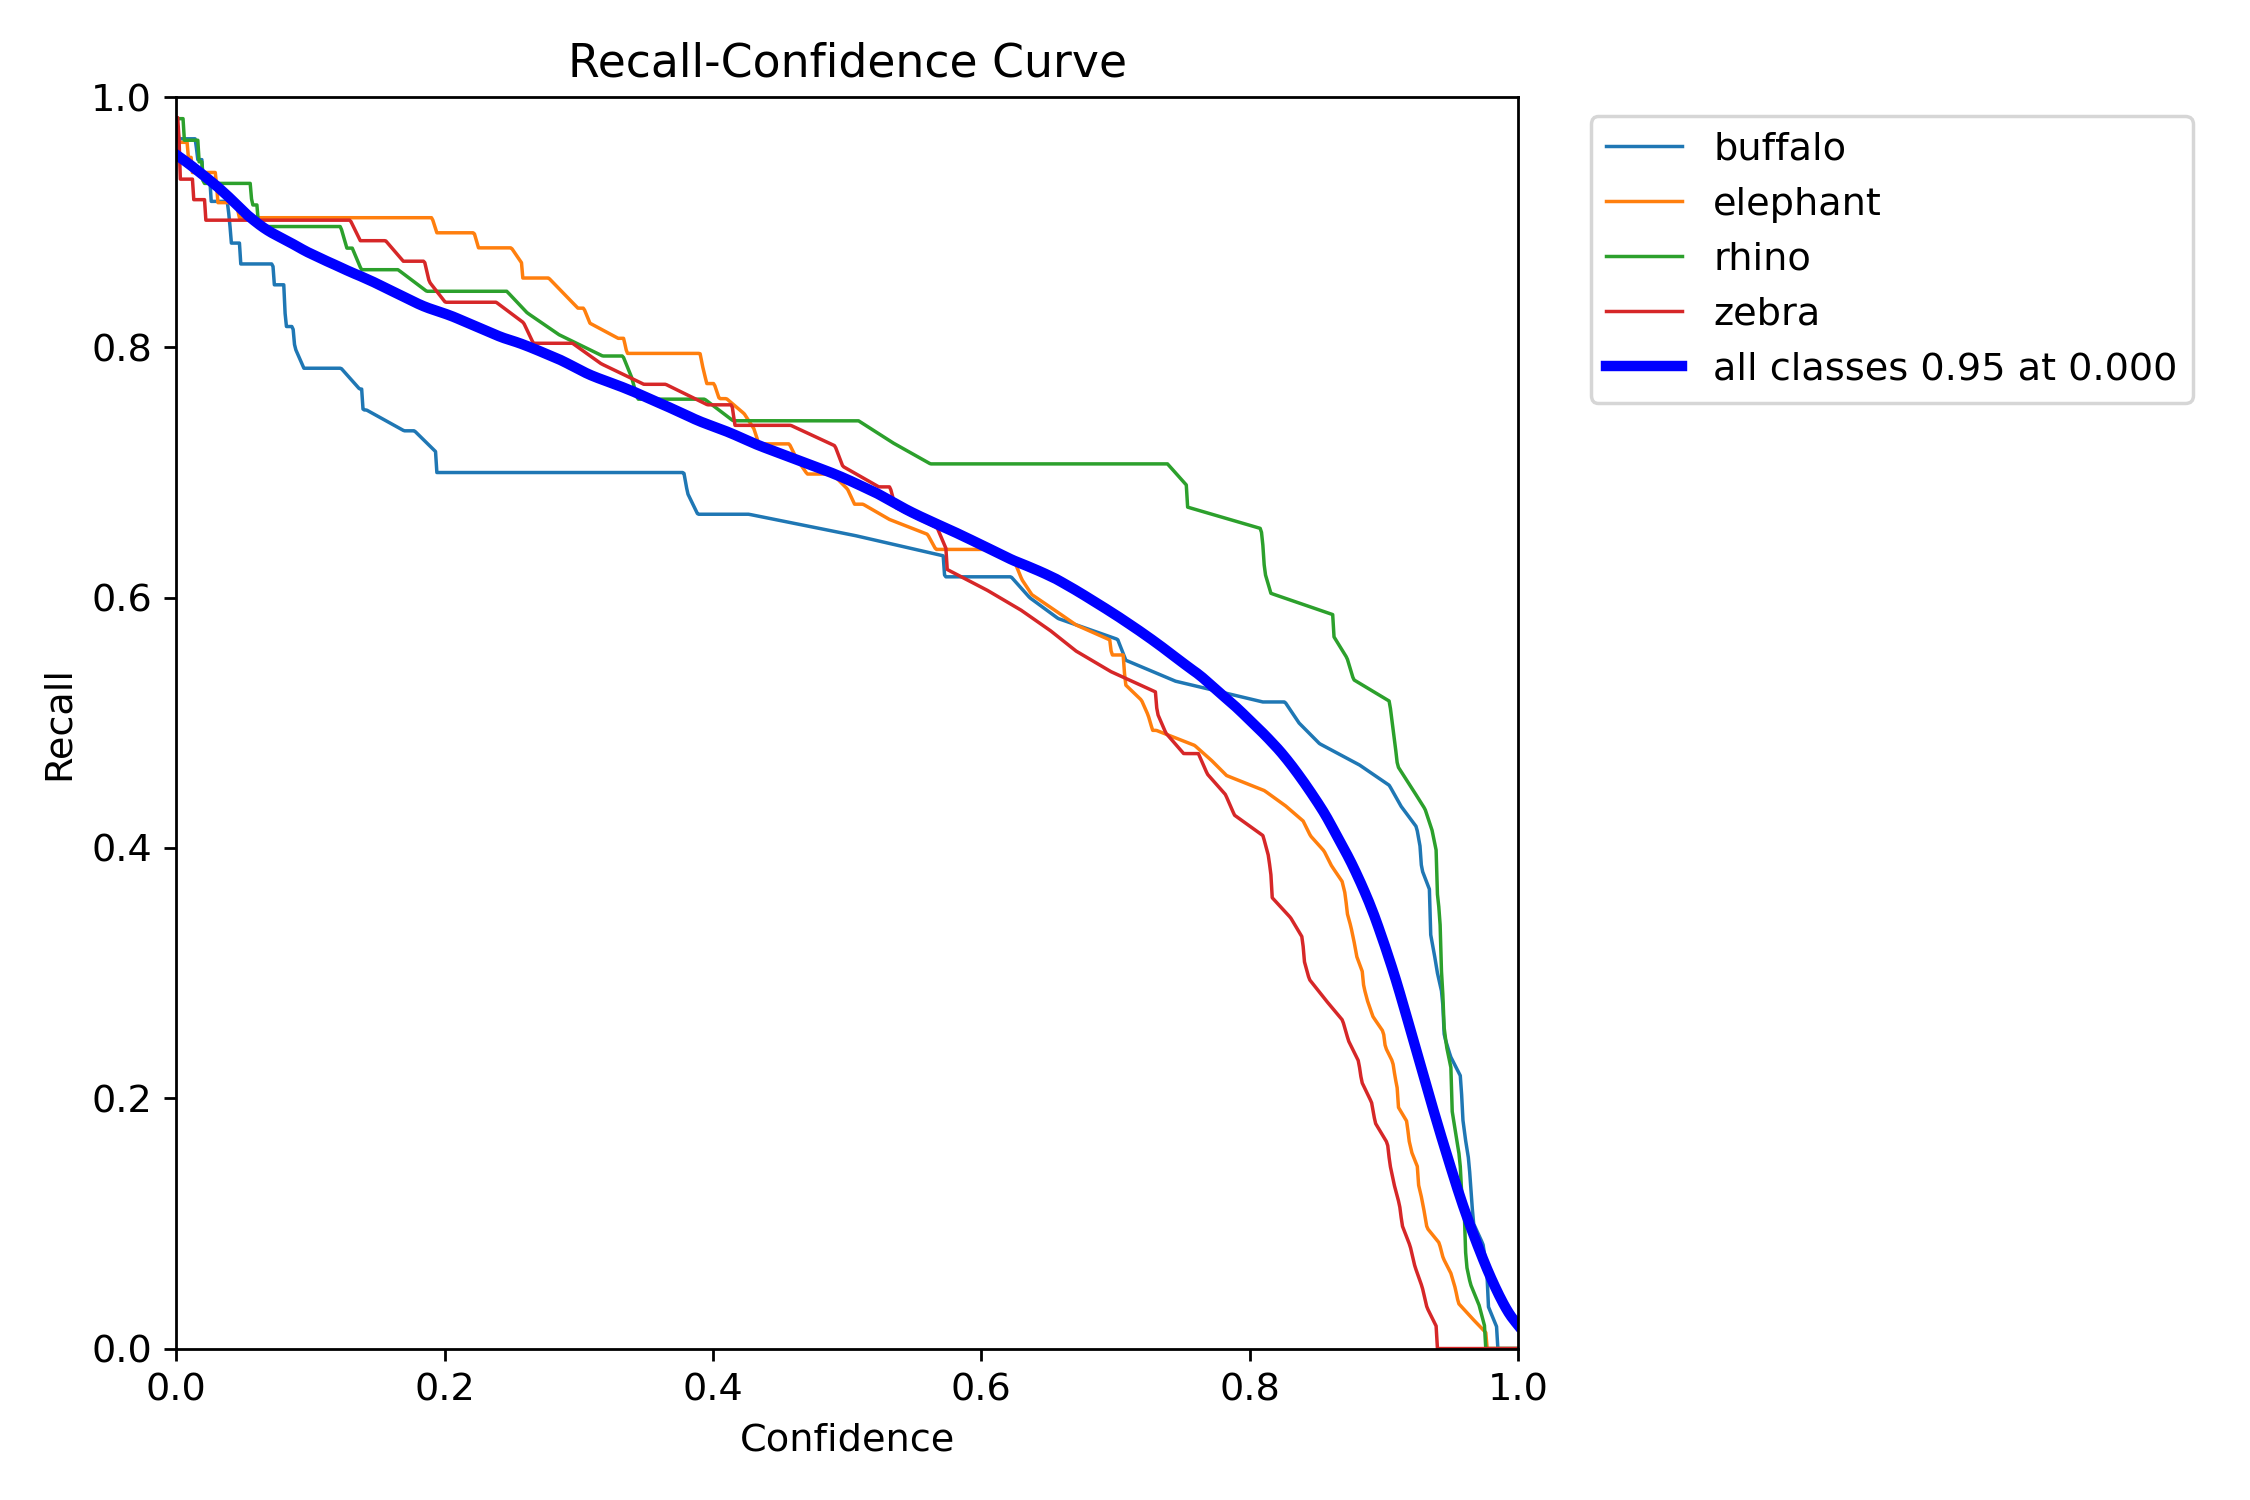 Recall-Confidence Curve
1.0
0.8
0.6
0.4
0.2
0.0
Recall
0.0 0.2 0.4 0.6 0.8 1.0
Confidence
buffalo
elephant
rhino
zebra
all classes 0.95 at 0.000